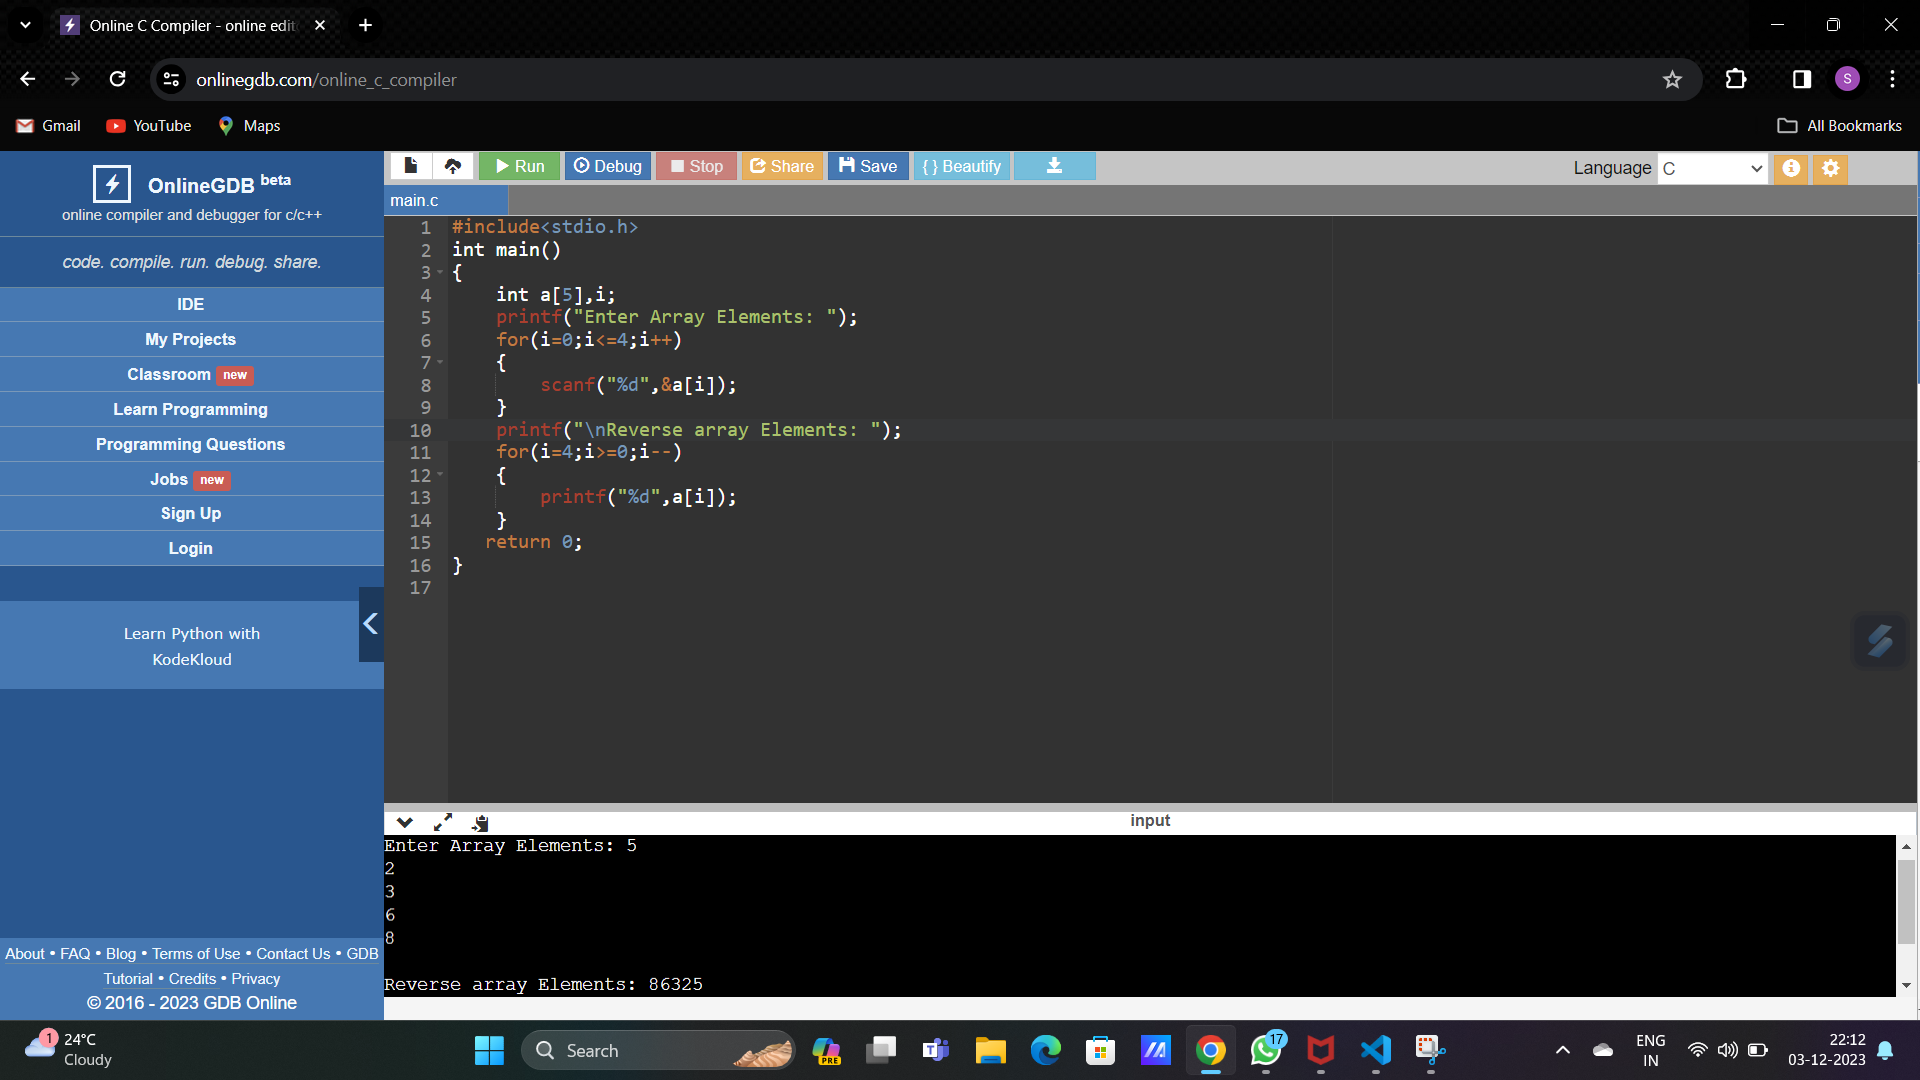 Online C Compiler - online edit
onlinegdb.com/online_c_compiler
S
Gmail
YouTube
Maps
All Bookmarks
OnlineGDB beta
online compiler and debugger for c/c++
code. compile. run. debug. share.
IDE
My Projects
Classroom new
Learn Programming
Programming Questions
Jobs new
Sign Up
Login
Learn Python with
KodeKloud
About • FAQ • Blog • Terms of Use • Contact Us • GDB
Tutorial • Credits • Privacy
© 2016 - 2023 GDB Online
Run
Debug
Stop
Share
Save
{ } Beautify
Language C
main.c
1 #include<stdio.h>
2 int main()
3 {
4 int a[5],i;
5 printf("Enter Array Elements: ");
6 for(i=0;i<=4;i++)
7 {
8 scanf("%d",&a[i]);
9 }
10 printf("\nReverse array Elements: ");
11 for(i=4;i>=0;i--)
12 {
13 printf("%d",a[i]);
14 }
15 return 0;
16 }
17
input
Enter Array Elements: 5
2
3
6
8
Reverse array Elements: 86325
1
24°C
Cloudy
Search
PRE
17
ENG
IN
22:12
03-12-2023